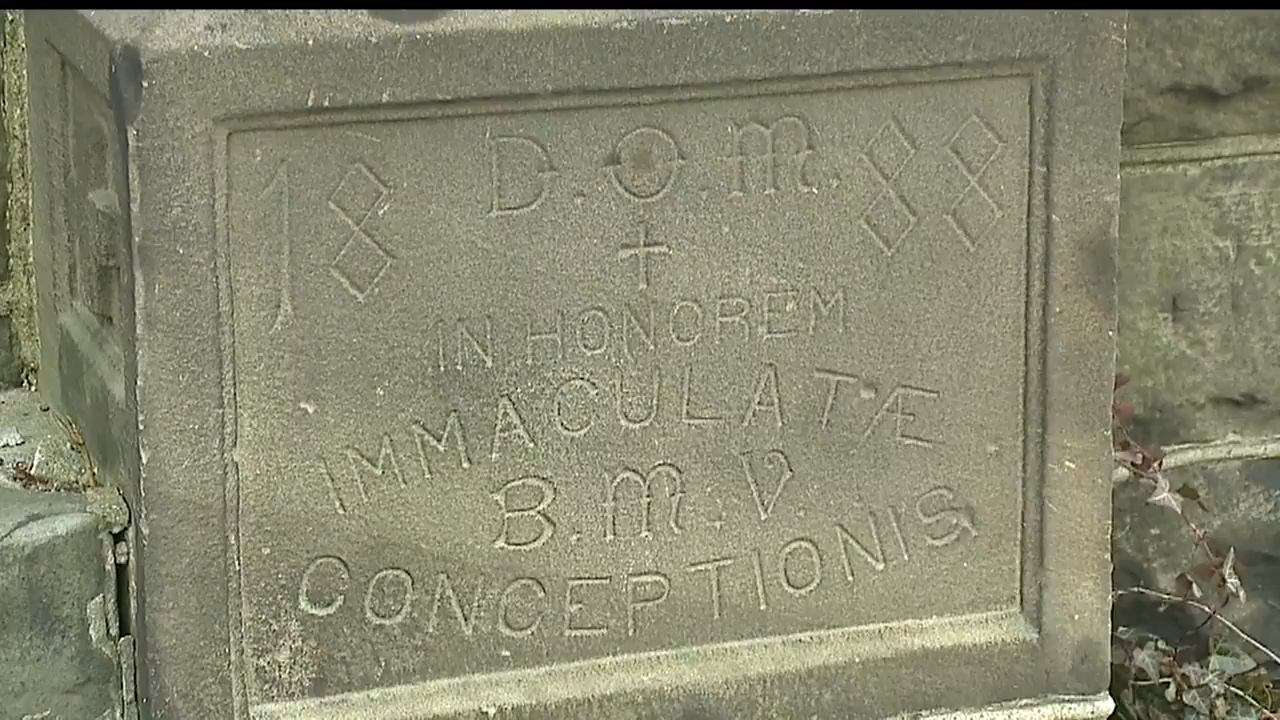 18 D.O.M. 88
+
IN HONOREM
IMMACULATÆ
B.M.V.
CONCEPTIONIS